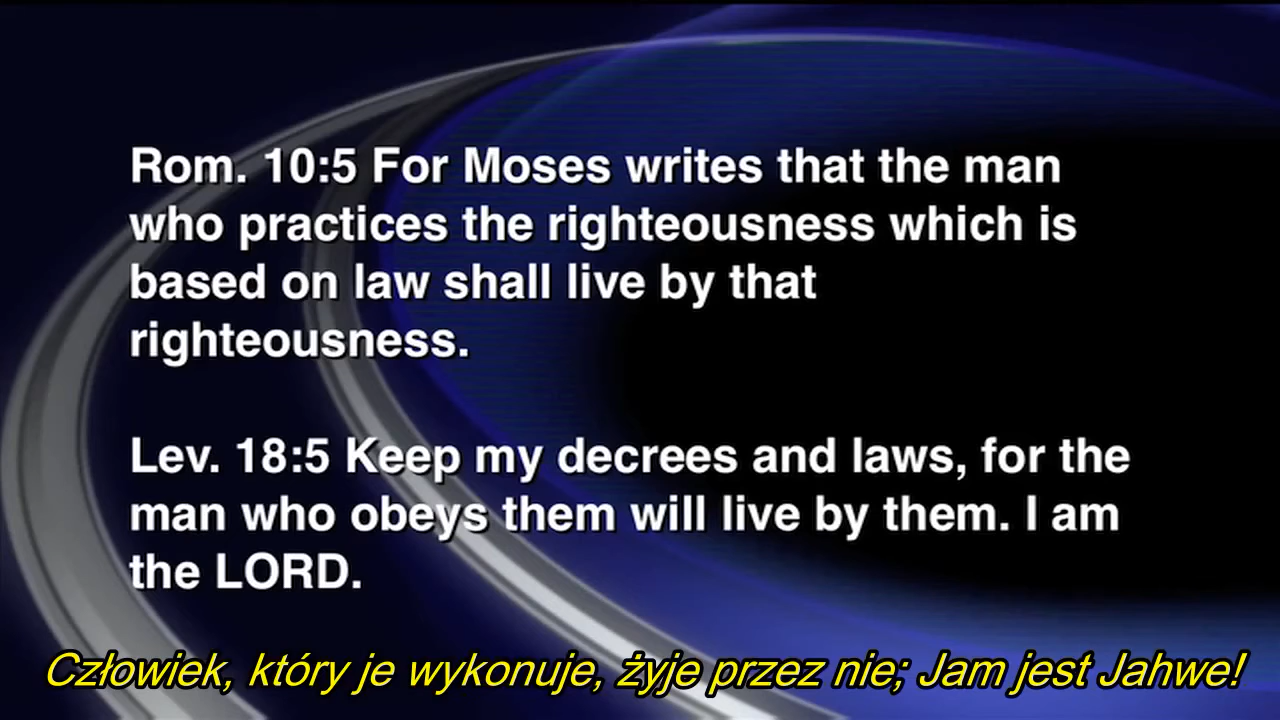 Rom. 10:5 For Moses writes that the man
who practices the righteousness which is
based on law shall live by that
righteousness.
Lev. 18:5 Keep my decrees and laws, for the
man who obeys them will live by them. I am
the LORD.
Człowiek, który je wykonuje, żyje przez nie; Jam jest Jahwe!